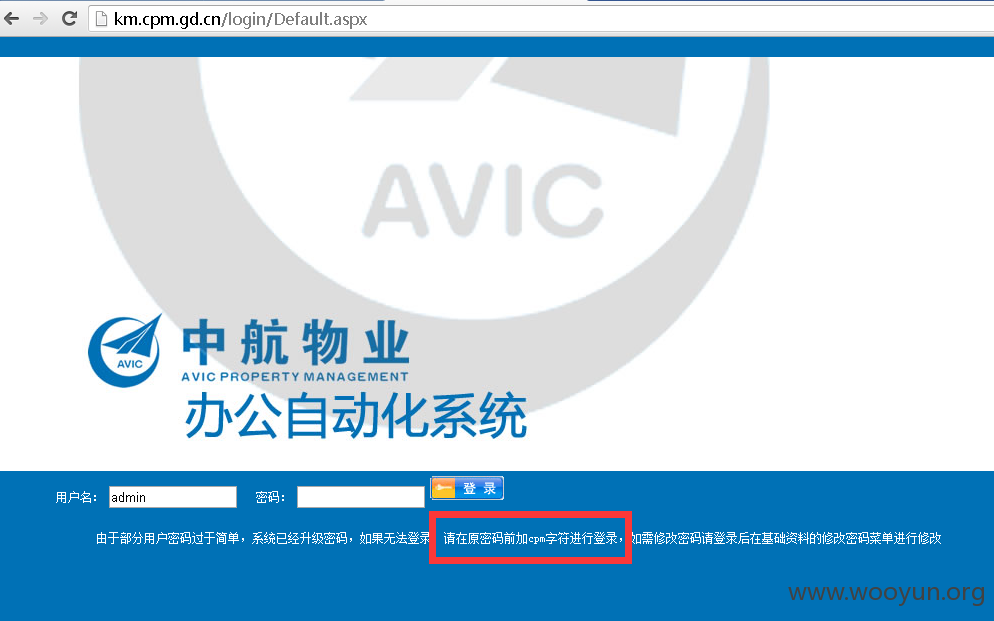 km.cpm.gd.cn/login/Default.aspx
AVIC
中航物业
AVIC
AVIC PROPERTY MANAGEMENT
办公自动化系统
用户名： admin 密码： 登 录
由于部分用户密码过于简单，系统已经升级密码，如果无法登录 请在原密码前加cpm字符进行登录，如需修改密码请登录后在基础资料的修改密码菜单进行修改
www.wooyun.org